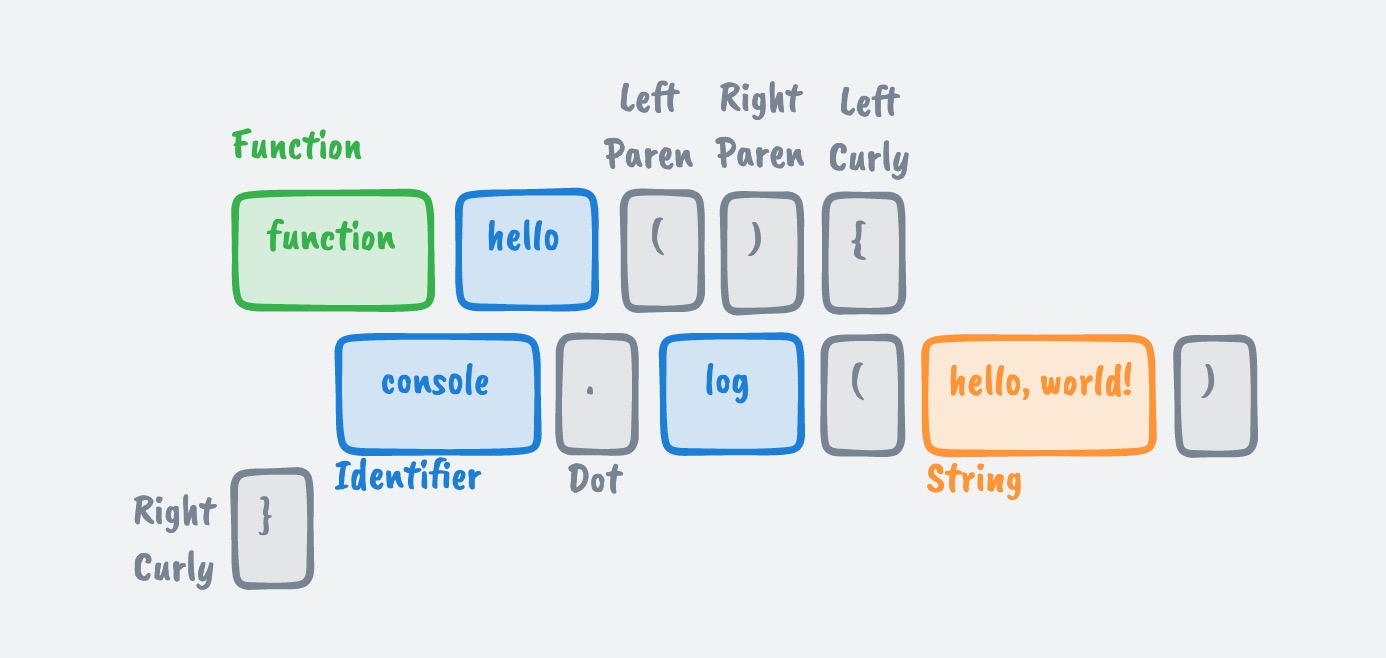 Function
Left Paren
Right Paren
Left Curly
function hello ( ) {
console . log ( hello, world! )
Identifier
Dot
String
Right Curly
}